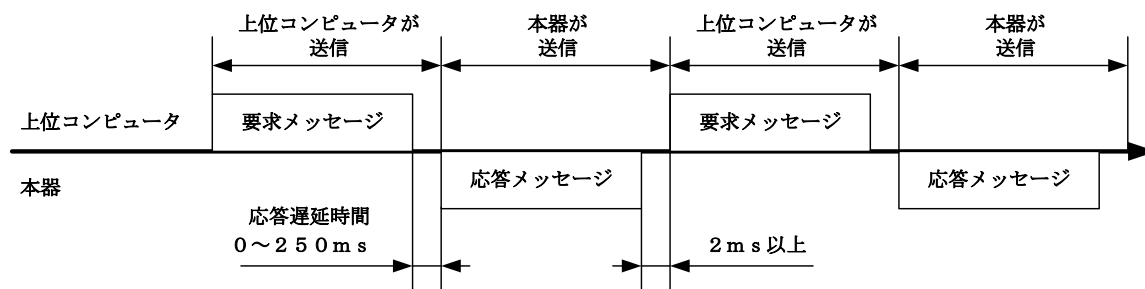 上位コンピュータが
送信
本器が
送信
上位コンピュータが
送信
本器が
送信
上位コンピュータ
要求メッセージ
要求メッセージ
本器
応答メッセージ
応答メッセージ
応答遅延時間
０～２５０ｍｓ
２ｍｓ以上